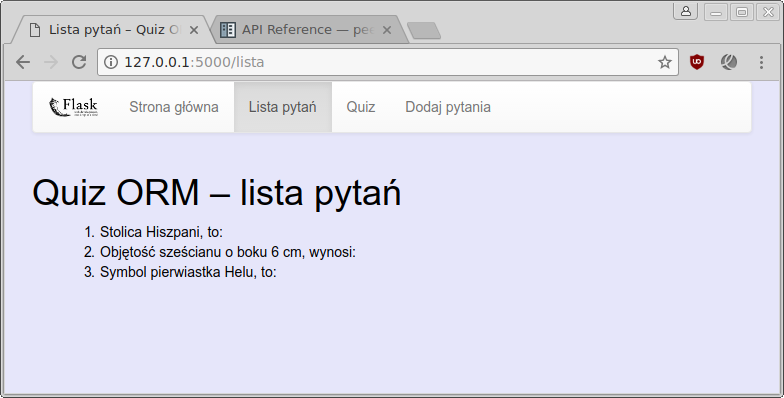 Lista pytań – Quiz O
API Reference — pee
127.0.0.1:5000/lista
Flask
Strona główna
Lista pytań
Quiz
Dodaj pytania
Quiz ORM – lista pytań
1. Stolica Hiszpani, to:
2. Objętość sześcianu o boku 6 cm, wynosi:
3. Symbol pierwiastka Helu, to: